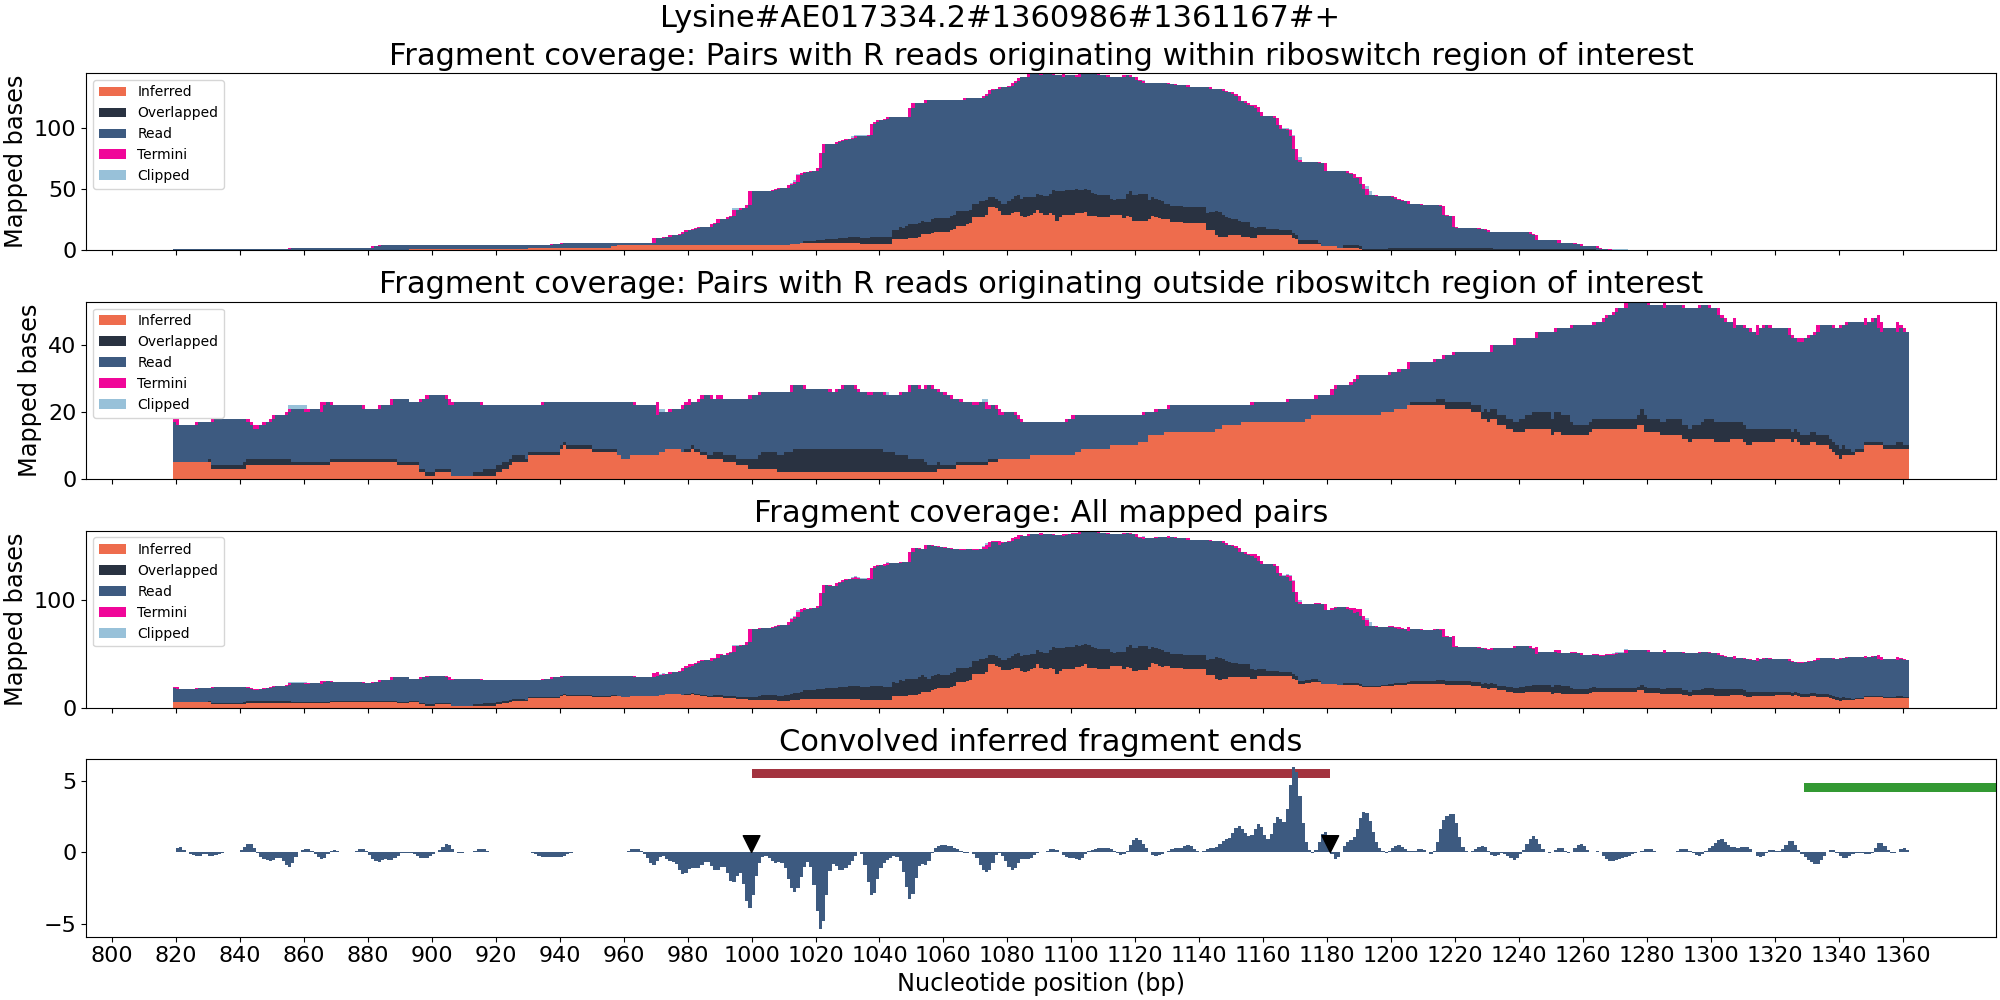 Lysine#AE017334.2#1360986#1361167#+
Fragment coverage: Pairs with R reads originating within riboswitch region of interest
Mapped bases
100
50
0
Inferred
Overlapped
Read
Termini
Clipped
Fragment coverage: Pairs with R reads originating outside riboswitch region of interest
Mapped bases
40
20
0
Inferred
Overlapped
Read
Termini
Clipped
Fragment coverage: All mapped pairs
Mapped bases
100
0
Inferred
Overlapped
Read
Termini
Clipped
Convolved inferred fragment ends
5
0
−5
800 820 840 860 880 900 920 940 960 980 1000 1020 1040 1060 1080 1100 1120 1140 1160 1180 1200 1220 1240 1260 1280 1300 1320 1340 1360
Nucleotide position (bp)